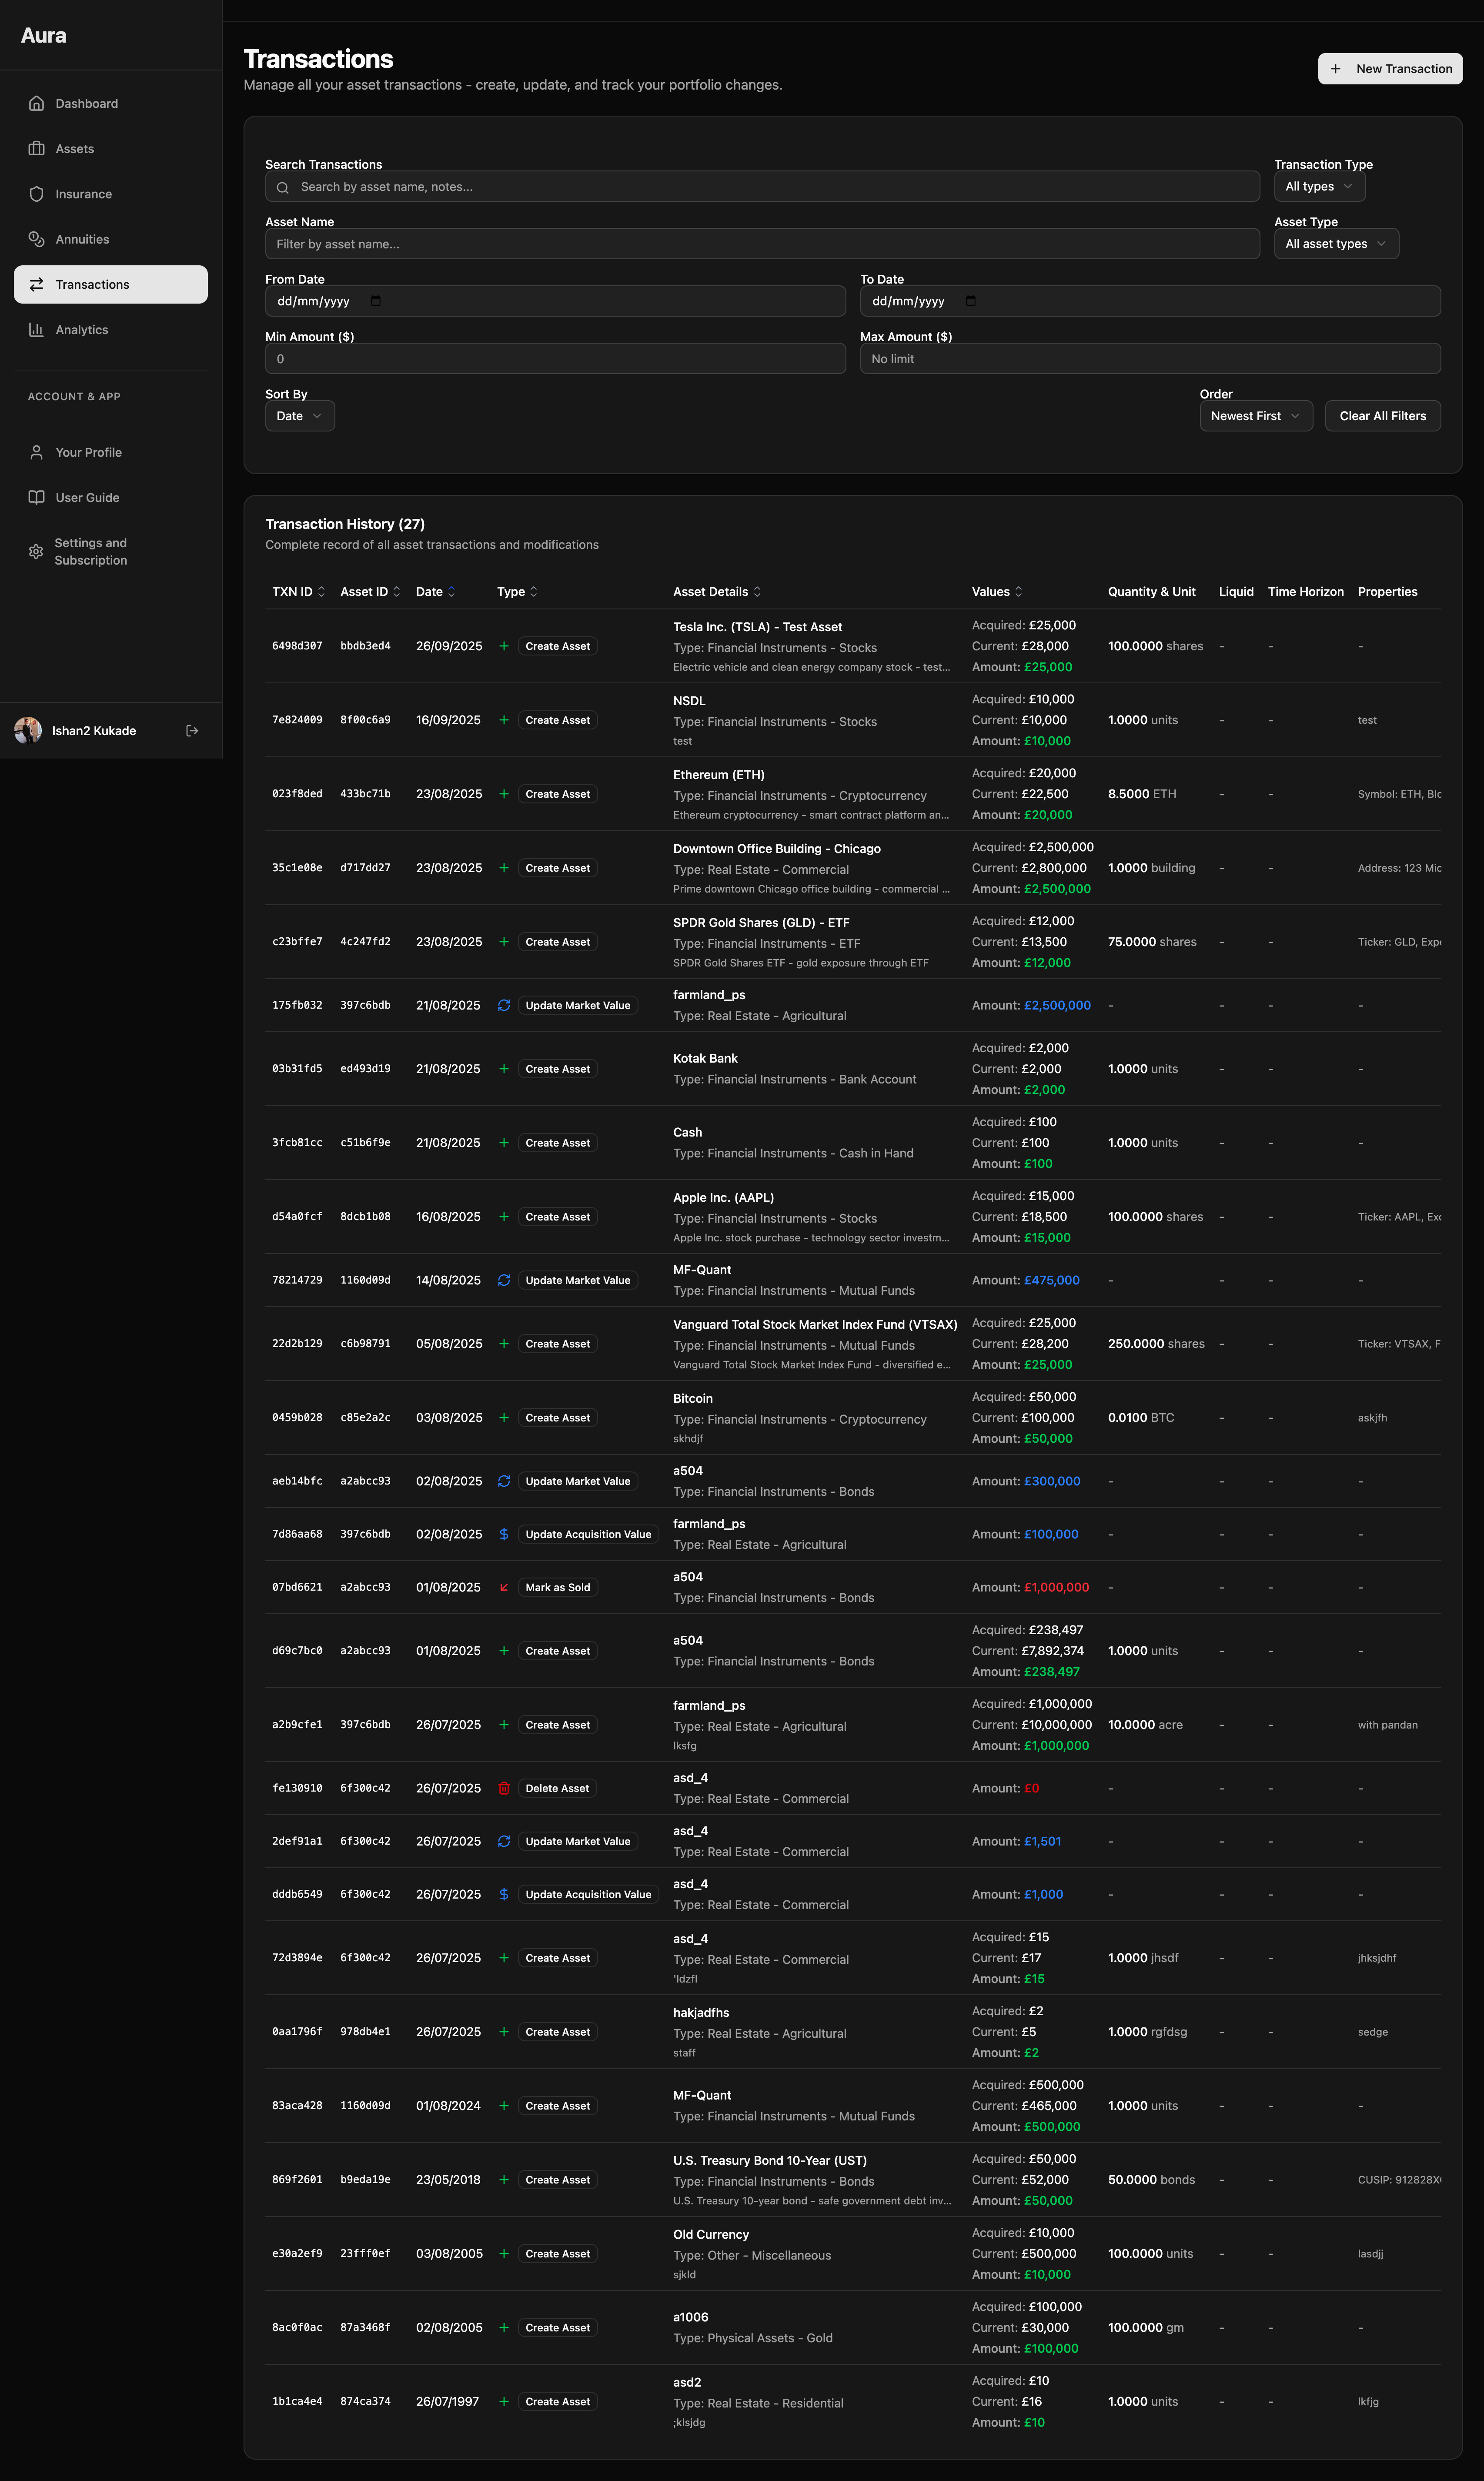 Aura
Dashboard
Assets
Insurance
Annuities
Transactions
Analytics
ACCOUNT & APP
Your Profile
User Guide
Settings and
Subscription
Ishan2 Kukade
Transactions
Manage all your asset transactions - create, update, and track your portfolio changes.
New Transaction
Search Transactions
Search by asset name, notes...
Transaction Type
All types
Asset Name
Filter by asset name...
Asset Type
All asset types
From Date
dd/mm/yyyy
To Date
dd/mm/yyyy
Min Amount ($)
0
Max Amount ($)
No limit
Sort By
Date
Order
Newest First
Clear All Filters
Transaction History (27)
Complete record of all asset transactions and modifications
TXN ID Asset ID Date Type Asset Details Values Quantity & Unit Liquid Time Horizon Properties
6498d307 bbdb3ed4 26/09/2025 Create Asset
Tesla Inc. (TSLA) - Test Asset
Type: Financial Instruments - Stocks
Electric vehicle and clean energy company stock - test...
Acquired: £25,000
Current: £28,000
Amount: £25,000
100.0000 shares - - -
7e824009 8f00c6a9 16/09/2025 Create Asset
NSDL
Type: Financial Instruments - Stocks
test
Acquired: £10,000
Current: £10,000
Amount: £10,000
1.0000 units - - test
023f8ded 433bc71b 23/08/2025 Create Asset
Ethereum (ETH)
Type: Financial Instruments - Cryptocurrency
Ethereum cryptocurrency - smart contract platform an...
Acquired: £20,000
Current: £22,500
Amount: £20,000
8.5000 ETH - - Symbol: ETH, Blc
35c1e08e d717dd27 23/08/2025 Create Asset
Downtown Office Building - Chicago
Type: Real Estate - Commercial
Prime downtown Chicago office building - commercial ...
Acquired: £2,500,000
Current: £2,800,000
Amount: £2,500,000
1.0000 building - - Address: 123 Mic
c23bffe7 4c247fd2 23/08/2025 Create Asset
SPDR Gold Shares (GLD) - ETF
Type: Financial Instruments - ETF
SPDR Gold Shares ETF - gold exposure through ETF
Acquired: £12,000
Current: £13,500
Amount: £12,000
75.0000 shares - - Ticker: GLD, Expe
175fb032 397c6bdb 21/08/2025 Update Market Value
farmland_ps
Type: Real Estate - Agricultural
Amount: £2,500,000 - - - -
03b31fd5 ed493d19 21/08/2025 Create Asset
Kotak Bank
Type: Financial Instruments - Bank Account
Acquired: £2,000
Current: £2,000
Amount: £2,000
1.0000 units - - -
3fcb81cc c51b6f9e 21/08/2025 Create Asset
Cash
Type: Financial Instruments - Cash in Hand
Acquired: £100
Current: £100
Amount: £100
1.0000 units - - -
d54a0fcf 8dcb1b08 16/08/2025 Create Asset
Apple Inc. (AAPL)
Type: Financial Instruments - Stocks
Apple Inc. stock purchase - technology sector investm...
Acquired: £15,000
Current: £18,500
Amount: £15,000
100.0000 shares - - Ticker: AAPL, Exc
78214729 1160d09d 14/08/2025 Update Market Value
MF-Quant
Type: Financial Instruments - Mutual Funds
Amount: £475,000 - - - -
22d2b129 c6b98791 05/08/2025 Create Asset
Vanguard Total Stock Market Index Fund (VTSAX)
Type: Financial Instruments - Mutual Funds
Vanguard Total Stock Market Index Fund - diversified e...
Acquired: £25,000
Current: £28,200
Amount: £25,000
250.0000 shares - - Ticker: VTSAX, F
0459b028 c85e2a2c 03/08/2025 Create Asset
Bitcoin
Type: Financial Instruments - Cryptocurrency
skhdjf
Acquired: £50,000
Current: £100,000
Amount: £50,000
0.0100 BTC - - askjfh
aeb14bfc a2abcc93 02/08/2025 Update Market Value
a504
Type: Financial Instruments - Bonds
Amount: £300,000 - - - -
7d86aa68 397c6bdb 02/08/2025 Update Acquisition Value
farmland_ps
Type: Real Estate - Agricultural
Amount: £100,000 - - - -
07bd6621 a2abcc93 01/08/2025 Mark as Sold
a504
Type: Financial Instruments - Bonds
Amount: £1,000,000 - - - -
d69c7bc0 a2abcc93 01/08/2025 Create Asset
a504
Type: Financial Instruments - Bonds
Acquired: £238,497
Current: £7,892,374
Amount: £238,497
1.0000 units - - -
a2b9cfe1 397c6bdb 26/07/2025 Create Asset
farmland_ps
Type: Real Estate - Agricultural
lksfg
Acquired: £1,000,000
Current: £10,000,000
Amount: £1,000,000
10.0000 acre - - with pandan
fe130910 6f300c42 26/07/2025 Delete Asset
asd_4
Type: Real Estate - Commercial
Amount: £0 - - - -
2def91a1 6f300c42 26/07/2025 Update Market Value
asd_4
Type: Real Estate - Commercial
Amount: £1,501 - - - -
dddb6549 6f300c42 26/07/2025 Update Acquisition Value
asd_4
Type: Real Estate - Commercial
Amount: £1,000 - - - -
72d3894e 6f300c42 26/07/2025 Create Asset
asd_4
Type: Real Estate - Commercial
'ldzfl
Acquired: £15
Current: £17
Amount: £15
1.0000 jhsdf - - jhksjdhf
0aa1796f 978db4e1 26/07/2025 Create Asset
hakjadfhs
Type: Real Estate - Agricultural
staff
Acquired: £2
Current: £5
Amount: £2
1.0000 rgfdsg - - sedge
83aca428 1160d09d 01/08/2024 Create Asset
MF-Quant
Type: Financial Instruments - Mutual Funds
Acquired: £500,000
Current: £465,000
Amount: £500,000
1.0000 units - - -
869f2601 b9eda19e 23/05/2018 Create Asset
U.S. Treasury Bond 10-Year (UST)
Type: Financial Instruments - Bonds
U.S. Treasury 10-year bond - safe government debt inv...
Acquired: £50,000
Current: £52,000
Amount: £50,000
50.0000 bonds - - CUSIP: 912828X
e30a2ef9 23fff0ef 03/08/2005 Create Asset
Old Currency
Type: Other - Miscellaneous
sjkld
Acquired: £10,000
Current: £500,000
Amount: £10,000
100.0000 units - - lasdjj
8ac0f0ac 87a3468f 02/08/2005 Create Asset
a1006
Type: Physical Assets - Gold
Acquired: £100,000
Current: £30,000
Amount: £100,000
100.0000 gm - - -
1b1ca4e4 874ca374 26/07/1997 Create Asset
asd2
Type: Real Estate - Residential
;klsjdg
Acquired: £10
Current: £16
Amount: £10
1.0000 units - - lkfjg